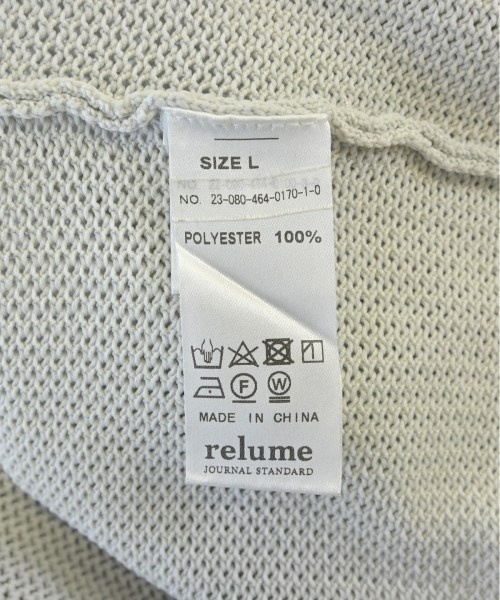 SIZE L
NO. 23-080-464-0170-1-0
POLYESTER 100%
F W
MADE IN CHINA
relume
JOURNAL STANDARD